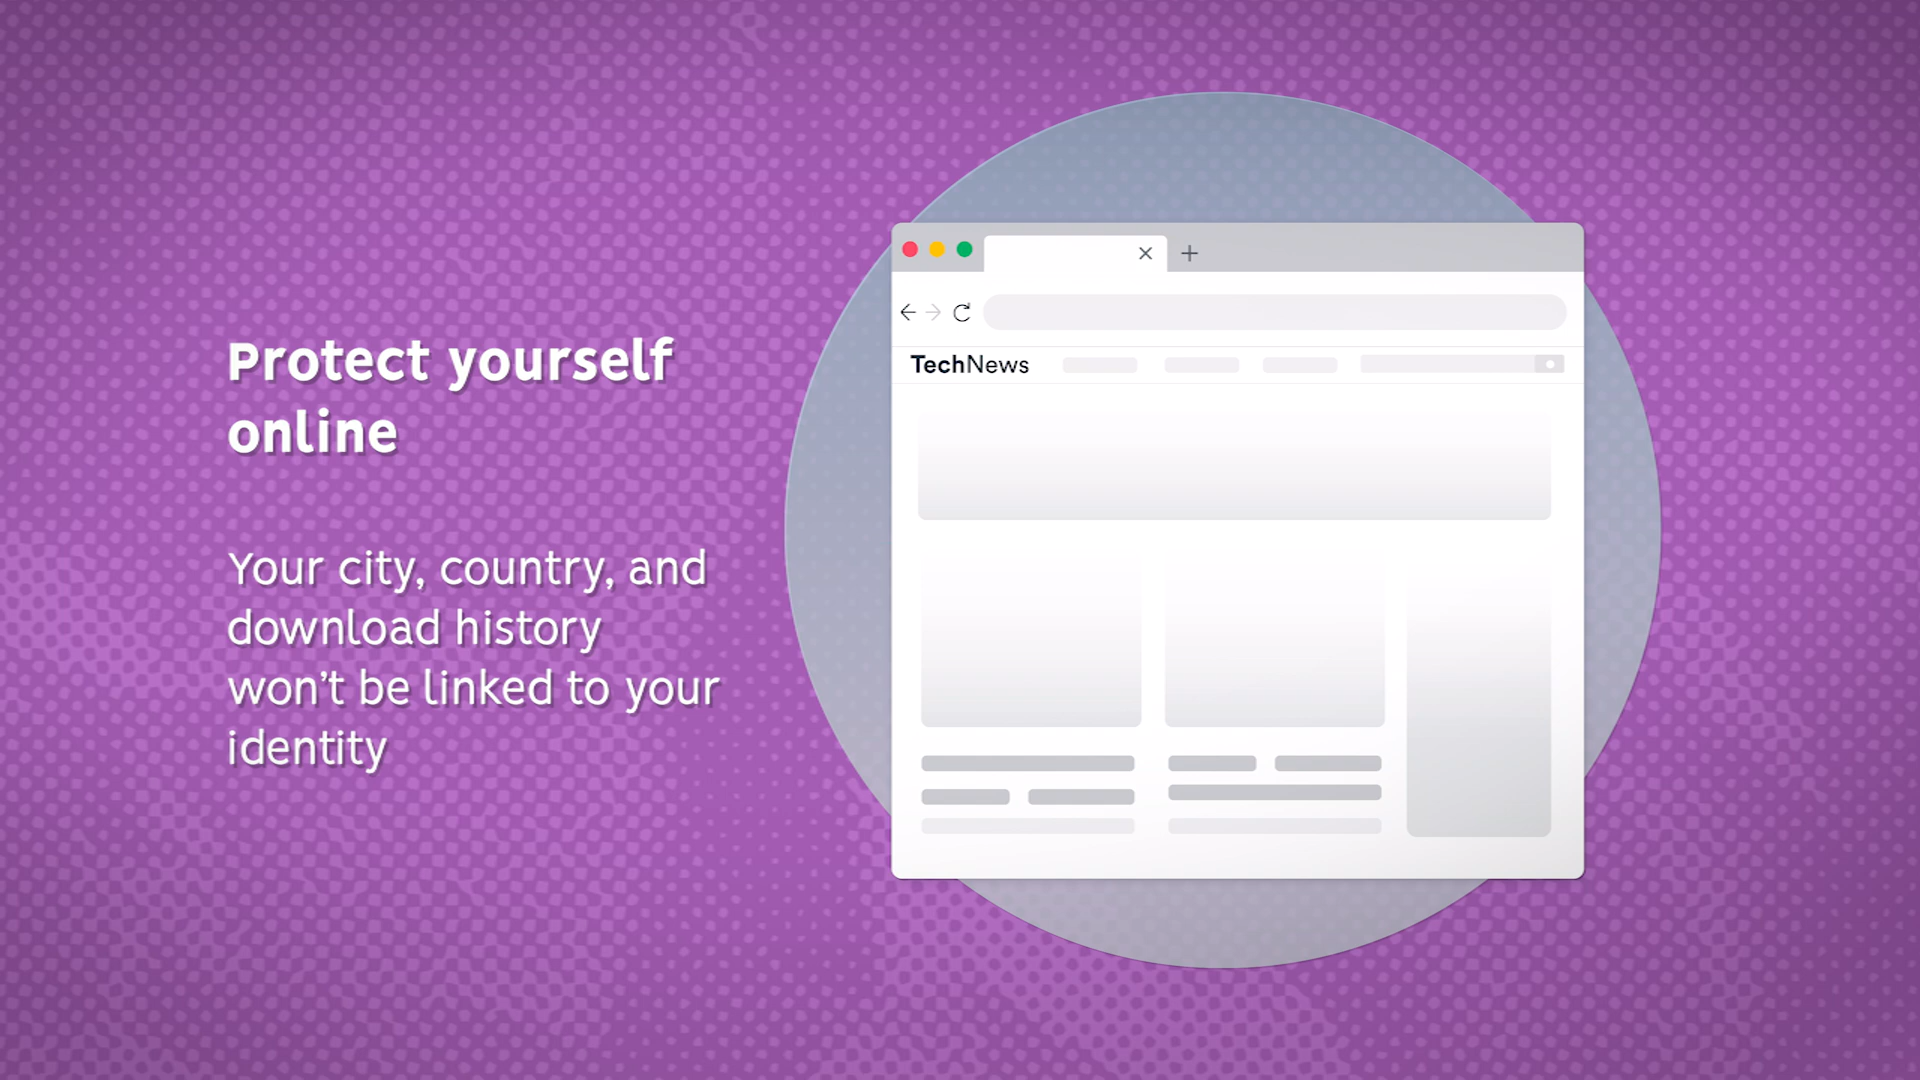 Protect yourself
online
Your city, country, and
download history
won't be linked to your
identity
TechNews